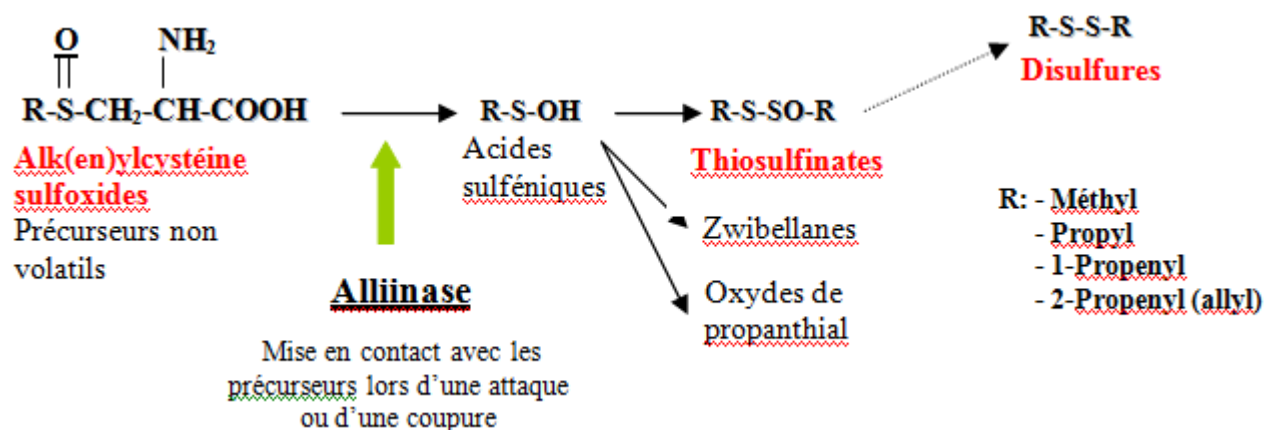 O NH₂
R-S-CH₂-CH-COOH
Alk(en)ylcystéine
sulfoxides
Précurseurs non
volatils
Alliinase
Mise en contact avec les
précurseurs lors d'une attaque
ou d'une coupure
R-S-OH
Acides
sulféniques
R-S-SO-R
Thiosulfinates
Zwibellanes
Oxydes de
propanthial
R-S-S-R
Disulfures
R: - Méthyl
- Propyl
- 1-Propenyl
- 2-Propenyl (allyl)